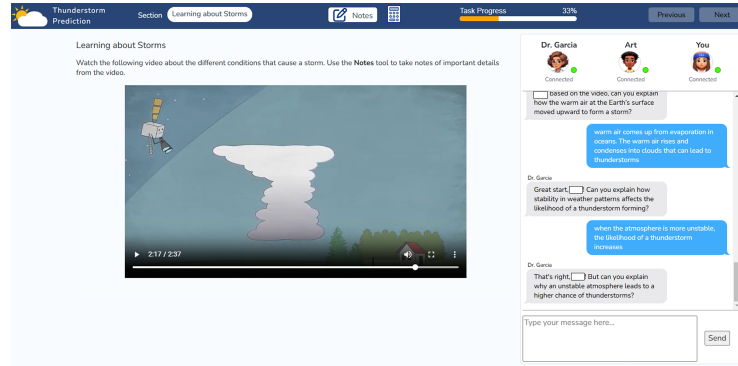 Thunderstorm
Prediction
Section
Learning about Storms
Notes
Task Progress
33%
Previous
Next
Learning about Storms
Watch the following video about the different conditions that cause a storm. Use the Notes tool to take notes of important details
from the video.
2:17 / 2:37
Dr. Garcia
Art
You
Connected
Connected
Connected
based on the video, can you explain
how the warm air at the Earth's surface
moved upward to form a storm?
warm air comes up from evaporation in
oceans. The warm air rises and
condenses into clouds that can lead to
thunderstorms
Dr. Garcia
Great start, ! Can you explain how
stability in weather patterns affects the
likelihood of a thunderstorm forming?
when the atmosphere is more unstable,
the likelihood of a thunderstorm
increases
Dr. Garcia
That's right, ! But can you explain
why an unstable atmosphere leads to a
higher chance of thunderstorms?
Type your message here...
Send